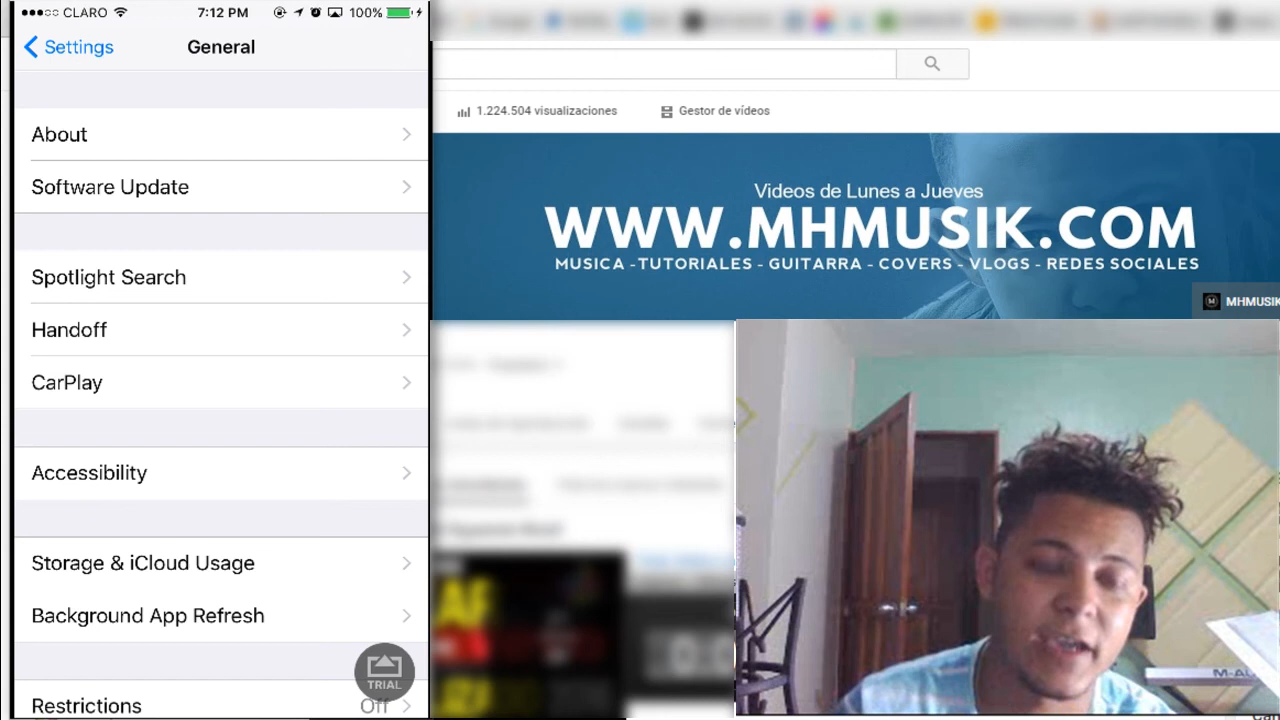 CLARO 7:12 PM 100%
Settings General
About
Software Update
Spotlight Search
Handoff
CarPlay
Accessibility
Storage & iCloud Usage
Background App Refresh
TRIAL
Restrictions Off
1.224.504 visualizaciones Gestor de vídeos
Videos de Lunes a Jueves
WWW.MHMUSIK.COM
MUSICA -TUTORIALES - GUITARRA - COVERS - VLOGS - REDES SOCIALES
M MHMUSIK
M-AU